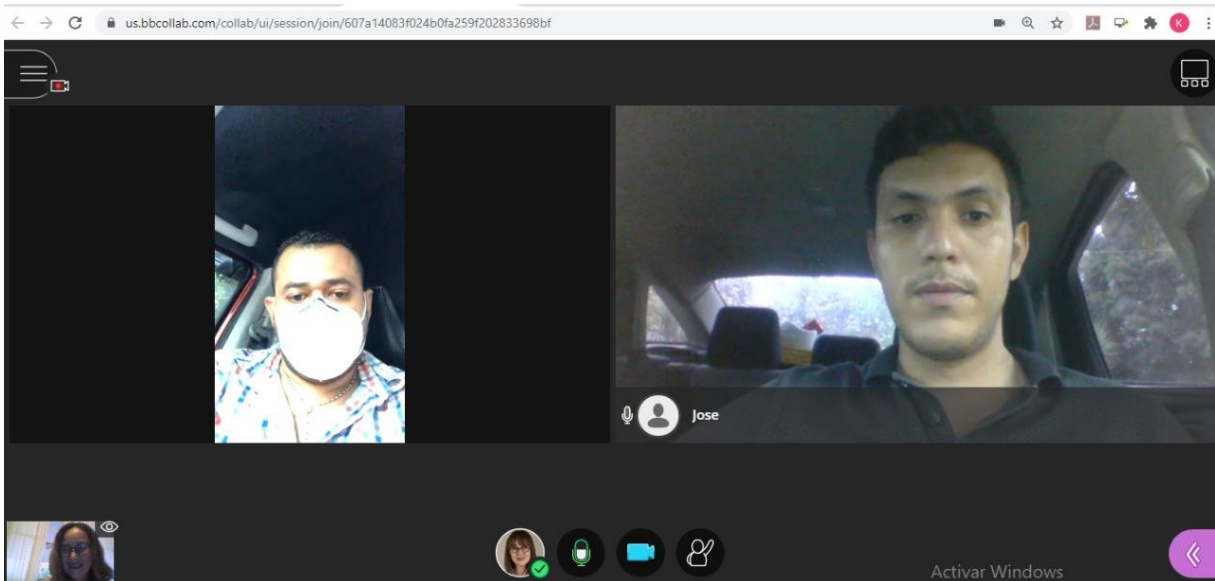 us.bbcollab.com/collab/ui/session/join/607a14083f024b0fa259f202833698bf
K
Jose
Activar Windows